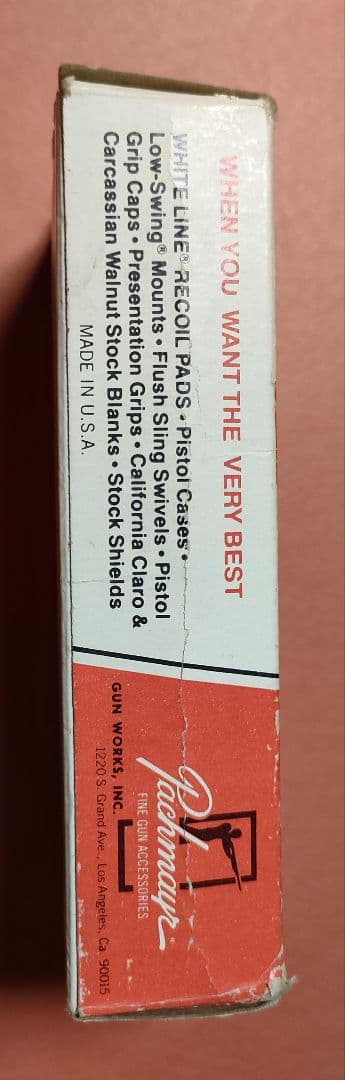 WHEN YOU WANT THE VERY BEST
WHITE LINE® RECOIL PADS • Pistol Cases •
Low-Swing® Mounts • Flush Sling Swivels • Pistol
Grip Caps • Presentation Grips • California Claro &
Carcassian Walnut Stock Blanks • Stock Shields
MADE IN U.S.A.
Pachmayr
FINE GUN ACCESSORIES
GUN WORKS, INC.
1220 S. Grand Ave., Los Angeles, Ca. 90015